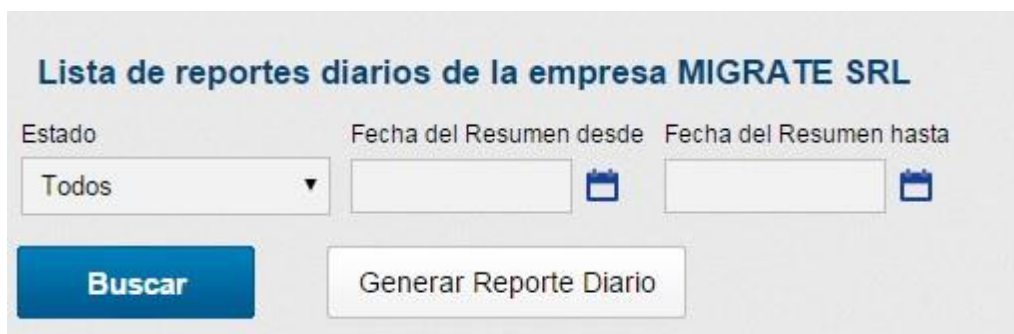 Lista de reportes diarios de la empresa MIGRATE SRL
Estado Fecha del Resumen desde Fecha del Resumen hasta
Todos
Buscar Generar Reporte Diario